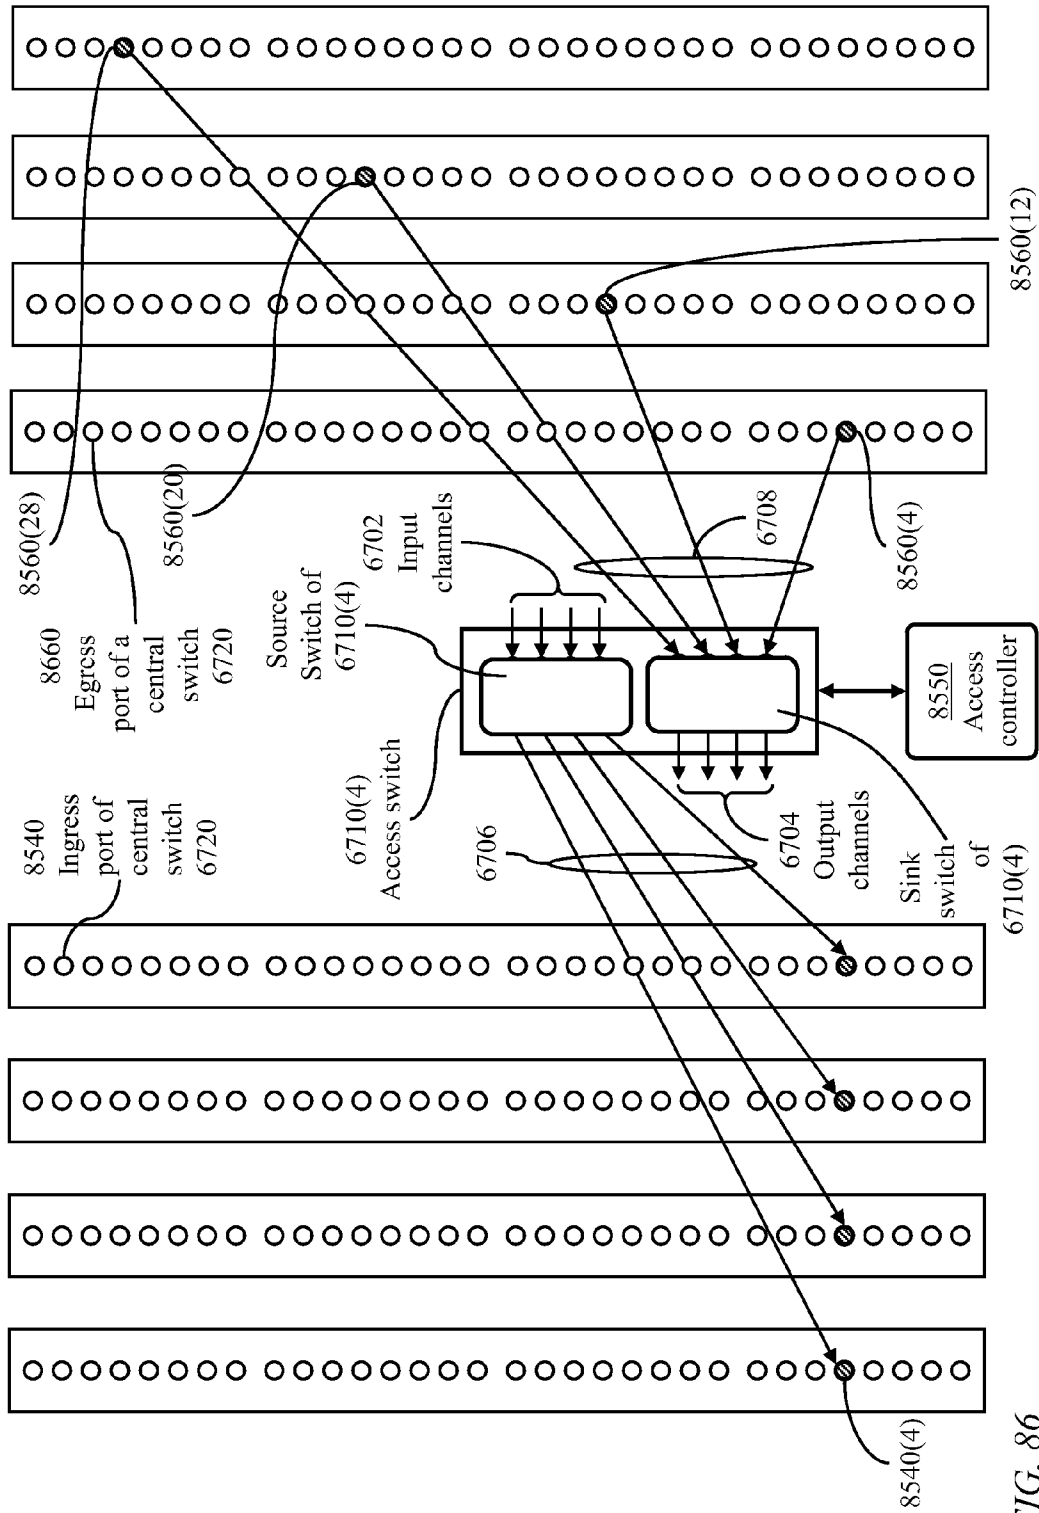 8560(28)
8660
Egress
port of a
central
switch
6720
8560(20)
Source
Switch of
6710(4)
6702
Input
channels
8560(12)
6708
8560(4)
8540
Ingress
port of
central
switch
6720
6710(4)
Access switch
6706
6704
Output
channels
Sink
switch
of
6710(4)
8550
Access
controller
8540(4)
FIG. 86